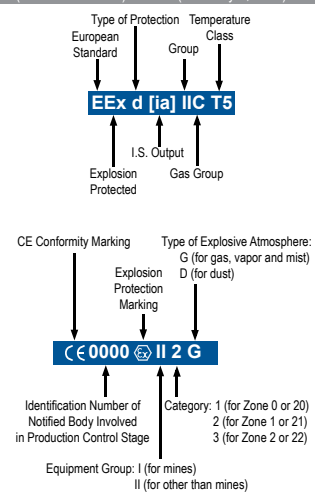 Type of Protection
Temperature
Class
European
Standard
Group
EEx d [ia] IIC T5
I.S. Output
Explosion
Protected
Gas Group
CE Conformity Marking
Type of Explosive Atmosphere:
G (for gas, vapor and mist)
D (for dust)
Explosion
Protection
Marking
CE 0000 Ex II 2 G
Identification Number of
Notified Body Involved
in Production Control Stage
Category: 1 (for Zone 0 or 20)
2 (for Zone 1 or 21)
3 (for Zone 2 or 22)
Equipment Group: I (for mines)
II (for other than mines)